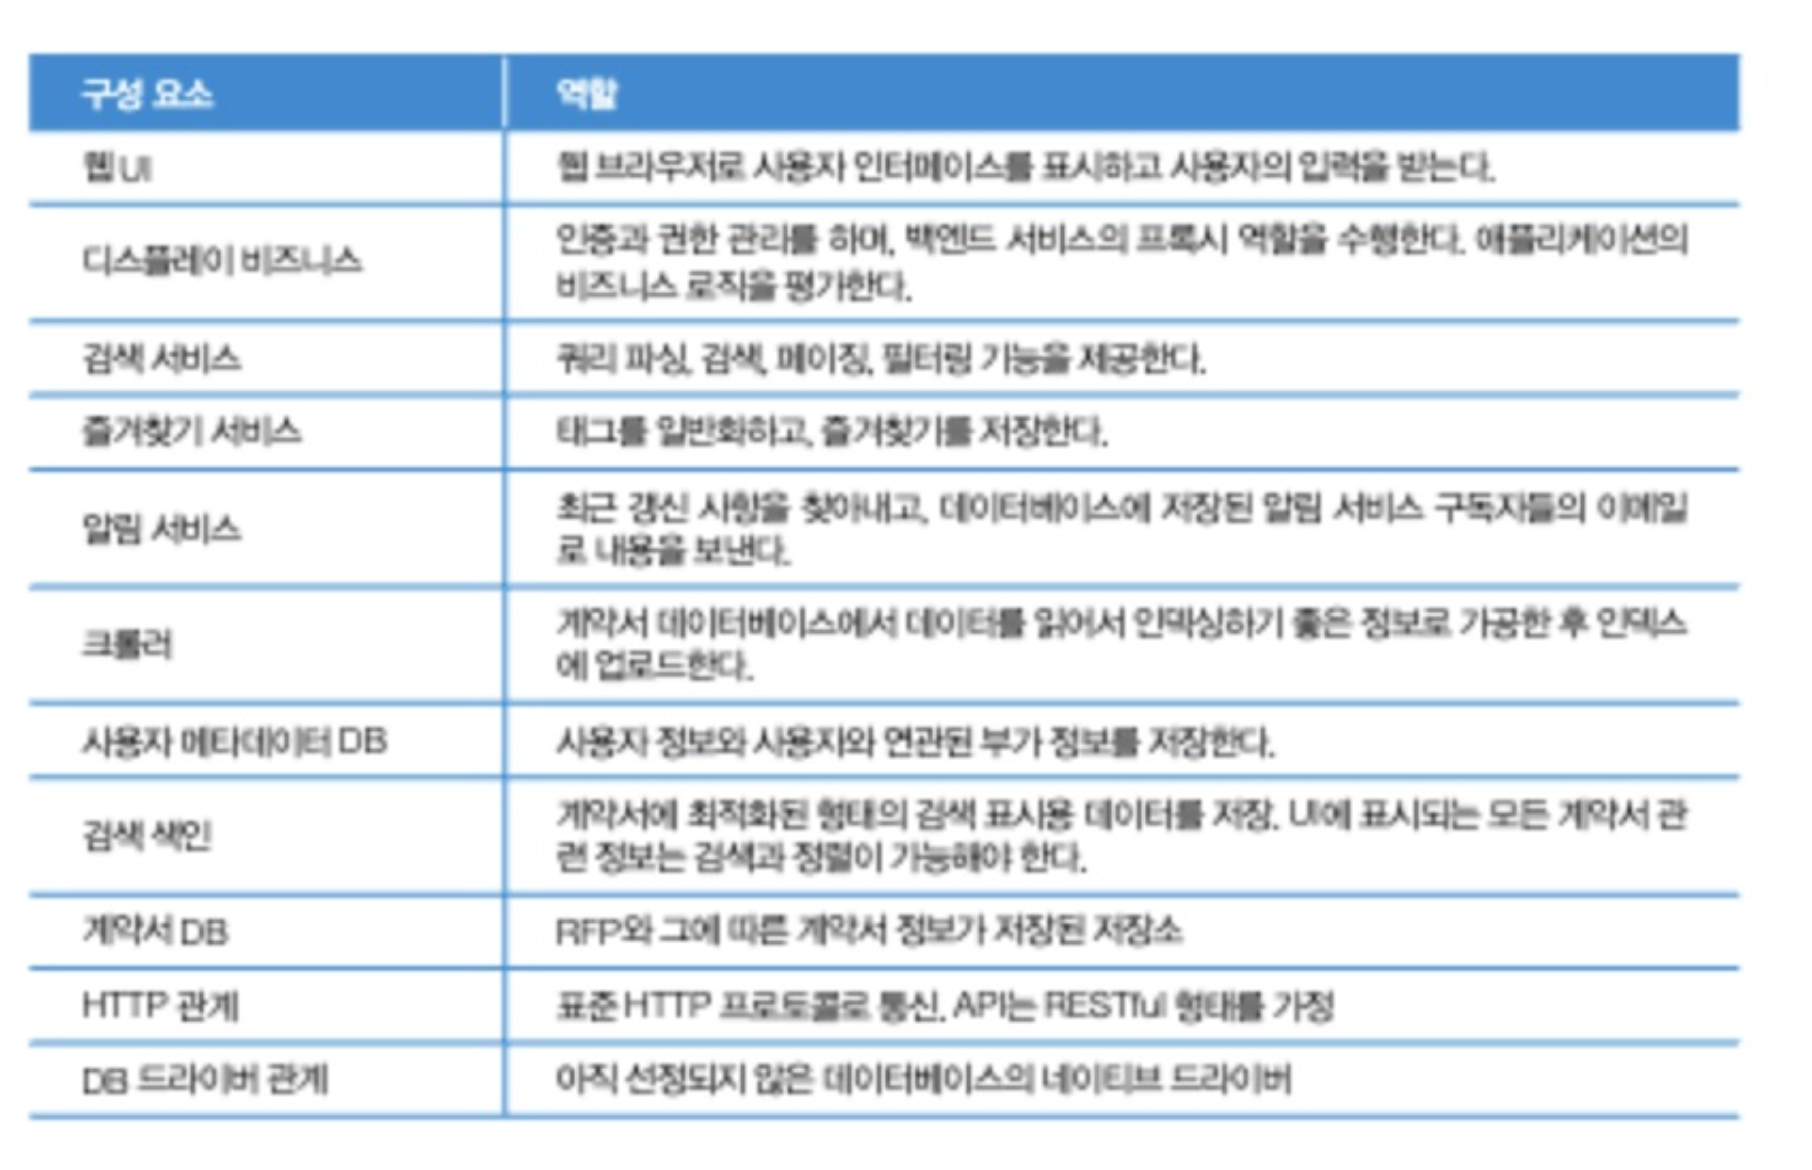 구성 요소
역할
웹 UI
웹 브라우저로 사용자 인터페이스를 표시하고 사용자의 입력을 받는다.
디스플레이 비즈니스
인증과 권한 관리를 하며, 백엔드 서비스의 프록시 역할을 수행한다. 애플리케이션의
비즈니스 로직을 평가한다.
검색 서비스
쿼리 파싱, 검색, 페이징, 필터링 기능을 제공한다.
즐겨찾기 서비스
태그를 일반화하고, 즐겨찾기를 저장한다.
알림 서비스
최근 갱신 사항을 찾아내고, 데이터베이스에 저장된 알림 서비스 구독자들의 이메일
로 내용을 보낸다.
크롤러
계약서 데이터베이스에서 데이터를 읽어서 인덱싱하기 좋은 정보로 가공한 후 인덱스
에 업로드한다.
사용자 메타데이터 DB
사용자 정보와 사용자와 연관된 부가 정보를 저장한다.
검색 색인
계약서에 최적화된 형태의 검색 표시용 데이터를 저장. UI에 표시되는 모든 계약서 관
련 정보는 검색과 정렬이 가능해야 한다.
계약서 DB
RFP와 그에 따른 계약서 정보가 저장된 저장소
HTTP 관계
표준 HTTP 프로토콜로 통신. API는 RESTful 형태를 가정
DB 드라이버 관계
아직 선정되지 않은 데이터베이스의 네이티브 드라이버